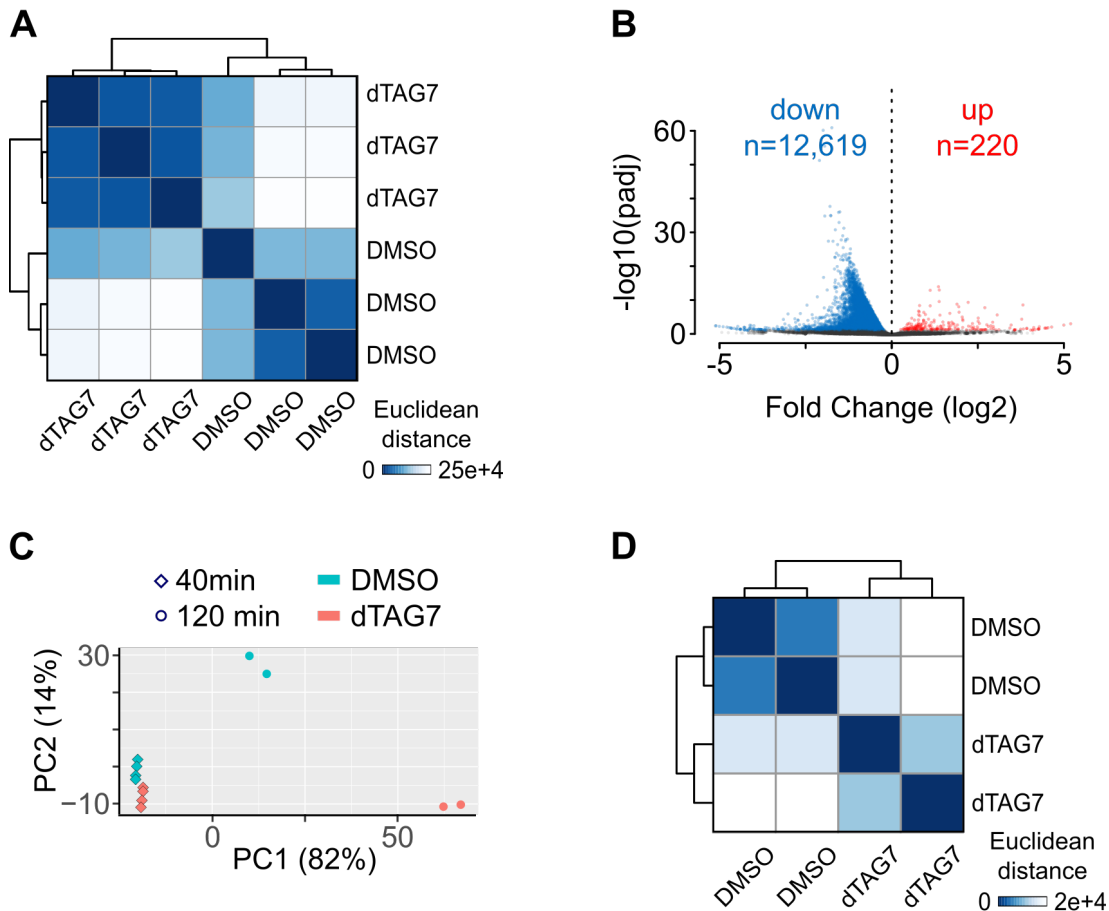 A
dTAG7
dTAG7
dTAG7
DMSO
DMSO
DMSO
dTAG7
dTAG7
dTAG7
DMSO
DMSO
DMSO
Euclidean
distance
0 25e+4
B
down
n=12,619
up
n=220
60
30
0
-log10(padj)
-5 0 5
Fold Change (log2)
C
40min
DMSO
120 min
dTAG7
30
−10
PC2 (14%)
0 50
PC1 (82%)
D
DMSO
DMSO
dTAG7
dTAG7
DMSO
DMSO
dTAG7
dTAG7
Euclidean
distance
0 2e+4